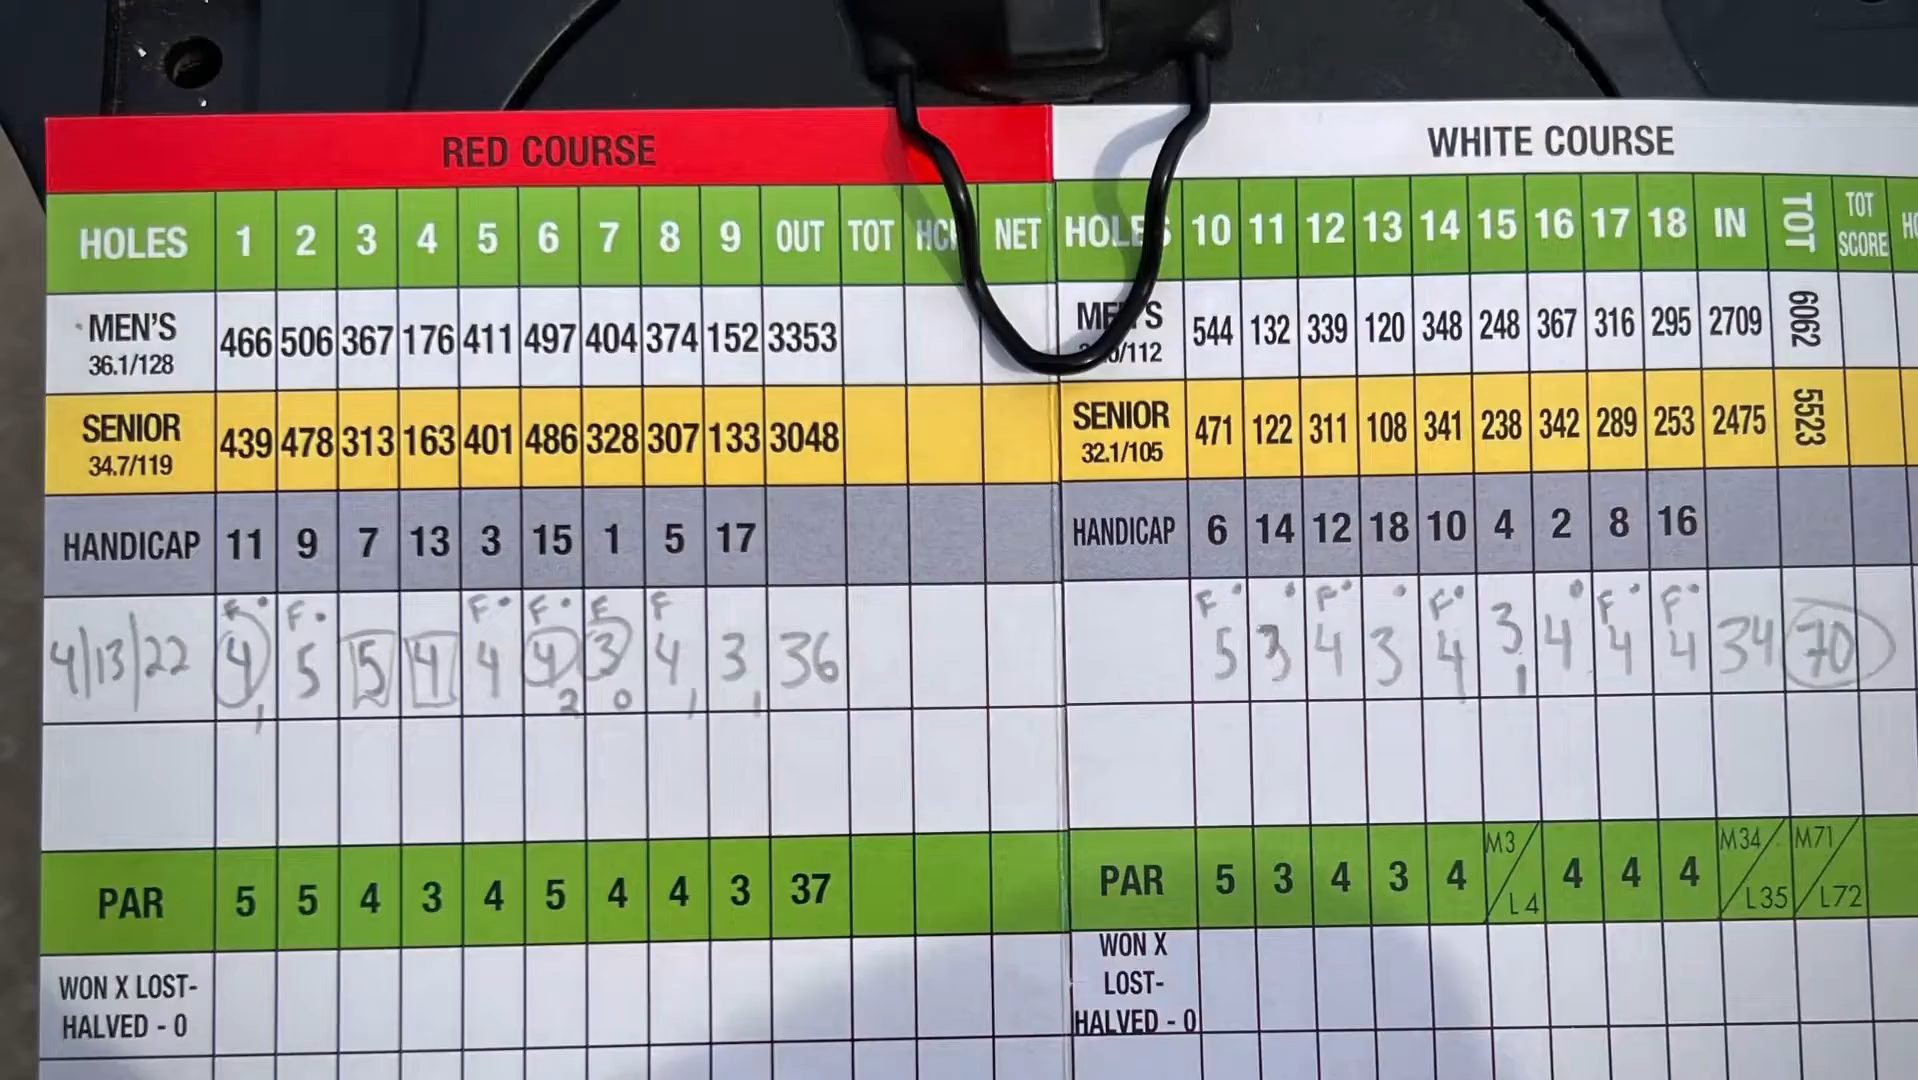 RED COURSE WHITE COURSE
HOLES 1 2 3 4 5 6 7 8 9 OUT TOT HCP NET HOLES 10 11 12 13 14 15 16 17 18 IN TOT TOT SCORE
MEN'S 466 506 367 176 411 497 404 374 152 3353 MEN'S 544 132 339 120 348 248 367 316 295 2709 6062
36.1/128 /112
SENIOR 439 478 313 163 401 486 328 307 133 3048 SENIOR 471 122 311 108 341 238 342 289 253 2475 5523
34.7/119 32.1/105
HANDICAP 11 9 7 13 3 15 1 5 17 HANDICAP 6 14 12 18 10 4 2 8 16
F F F F F F F F F F F
4/13/22 4 5 5 4 4 4 3 4 3 36 5 3 4 3 4 3 4 4 4 34 70
1 2 0 1 1 1
PAR 5 5 4 3 4 5 4 4 3 37 PAR 5 3 4 3 4 M3/L4 4 4 4 M34/L35 M71/L72
WON X LOST- WON X
HALVED - 0 LOST-
HALVED - 0